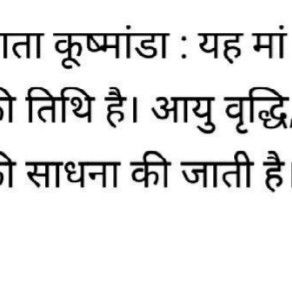 ता कूष्मांडा : यह मां
की तिथि है। आयु वृद्धि,
की साधना की जाती है।